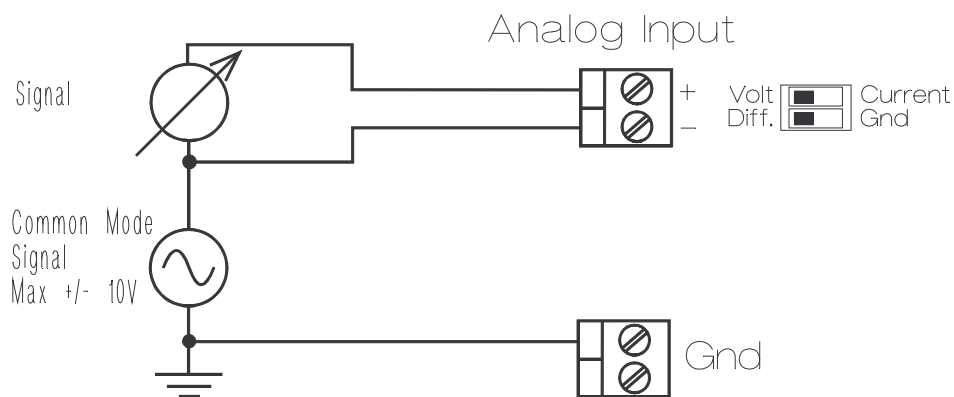 Analog Input
Signal
+
Volt Current
–
Diff. Gnd
Common Mode
Signal
Max +/- 10V
Gnd